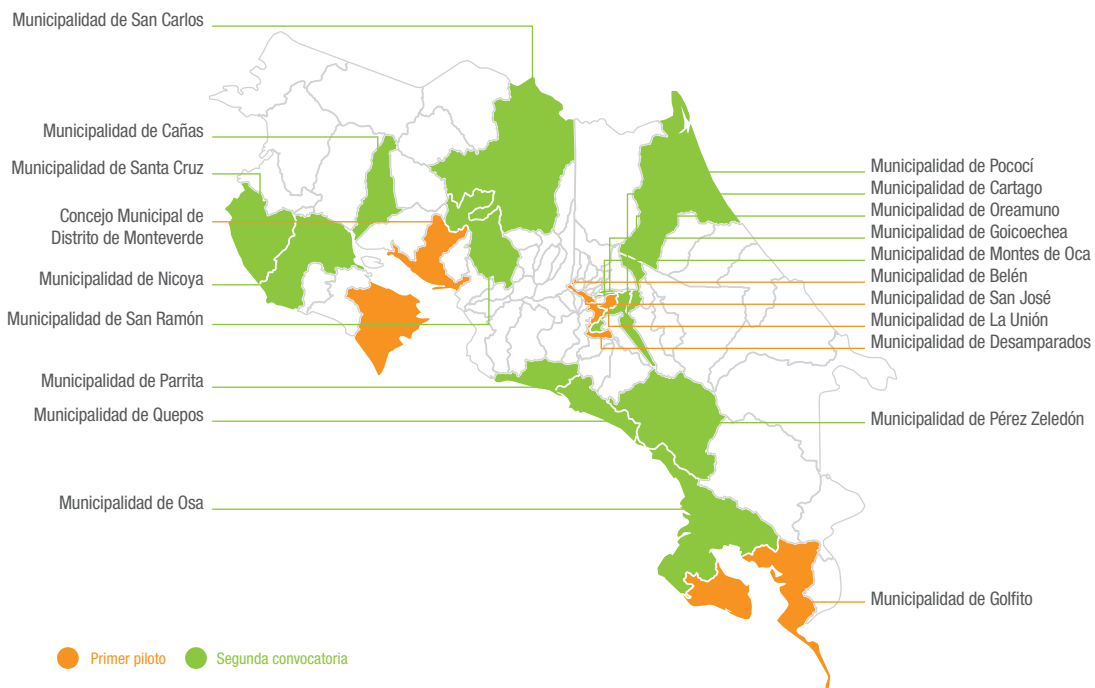 Municipalidad de San Carlos
Municipalidad de Cañas
Municipalidad de Santa Cruz
Concejo Municipal de
Distrito de Monteverde
Municipalidad de Nicoya
Municipalidad de San Ramón
Municipalidad de Parrita
Municipalidad de Quepos
Municipalidad de Osa
Municipalidad de Pococí
Municipalidad de Cartago
Municipalidad de Oreamuno
Municipalidad de Goicoechea
Municipalidad de Montes de Oca
Municipalidad de Belén
Municipalidad de San José
Municipalidad de La Unión
Municipalidad de Desamparados
Municipalidad de Pérez Zeledón
Municipalidad de Golfito
Primer piloto
Segunda convocatoria